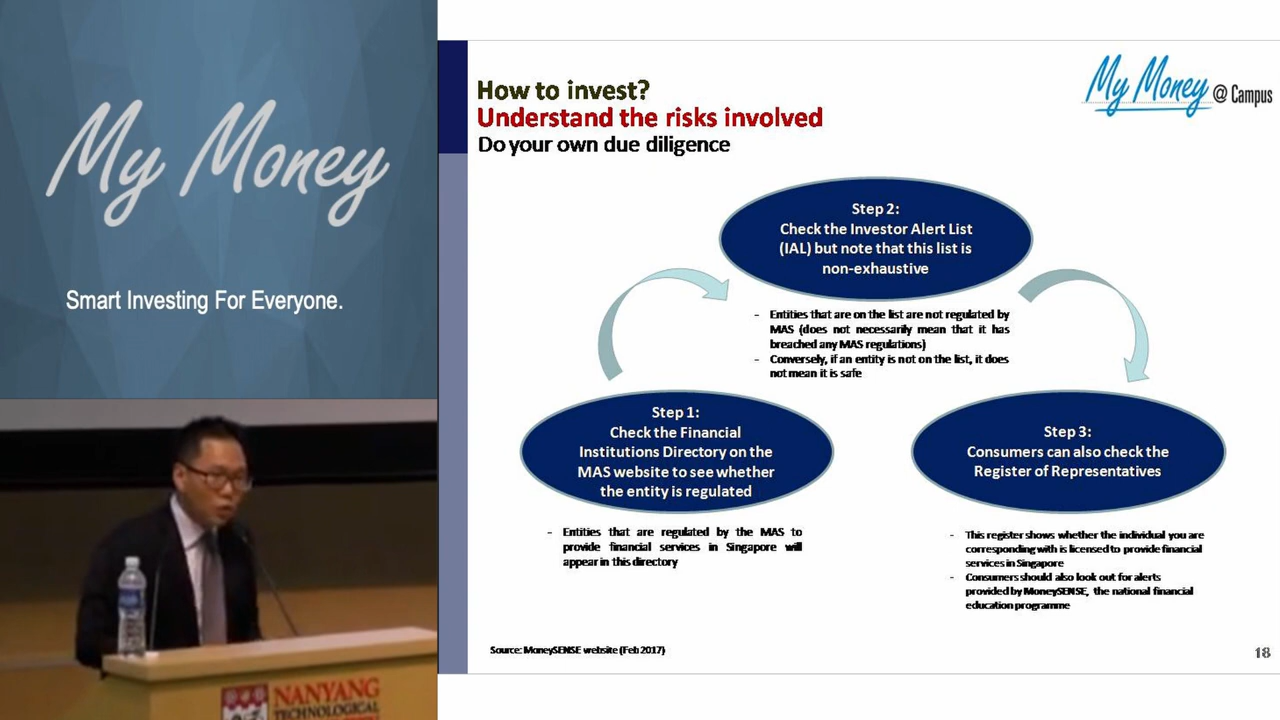 My Money
Smart Investing For Everyone.
NANYANG
TECHNOLOGICAL
How to invest?
Understand the risks involved
Do your own due diligence
My Money @ Campus
Step 2:
Check the Investor Alert List
(IAL) but note that this list is
non-exhaustive
- Entities that are on the list are not regulated by
MAS (does not necessarily mean that it has
breached any MAS regulations)
- Conversely, if an entity is not on the list, it does
not mean it is safe
Step 1:
Check the Financial
Institutions Directory on the
MAS website to see whether
the entity is regulated
- Entities that are regulated by the MAS to
provide financial services in Singapore will
appear in this directory
Step 3:
Consumers can also check the
Register of Representatives
- This register shows whether the individual you are
corresponding with is licensed to provide financial
services in Singapore
- Consumers should also look out for alerts
provided by MoneySENSE, the national financial
education programme
Source: MoneySENSE website (Feb 2017)
18